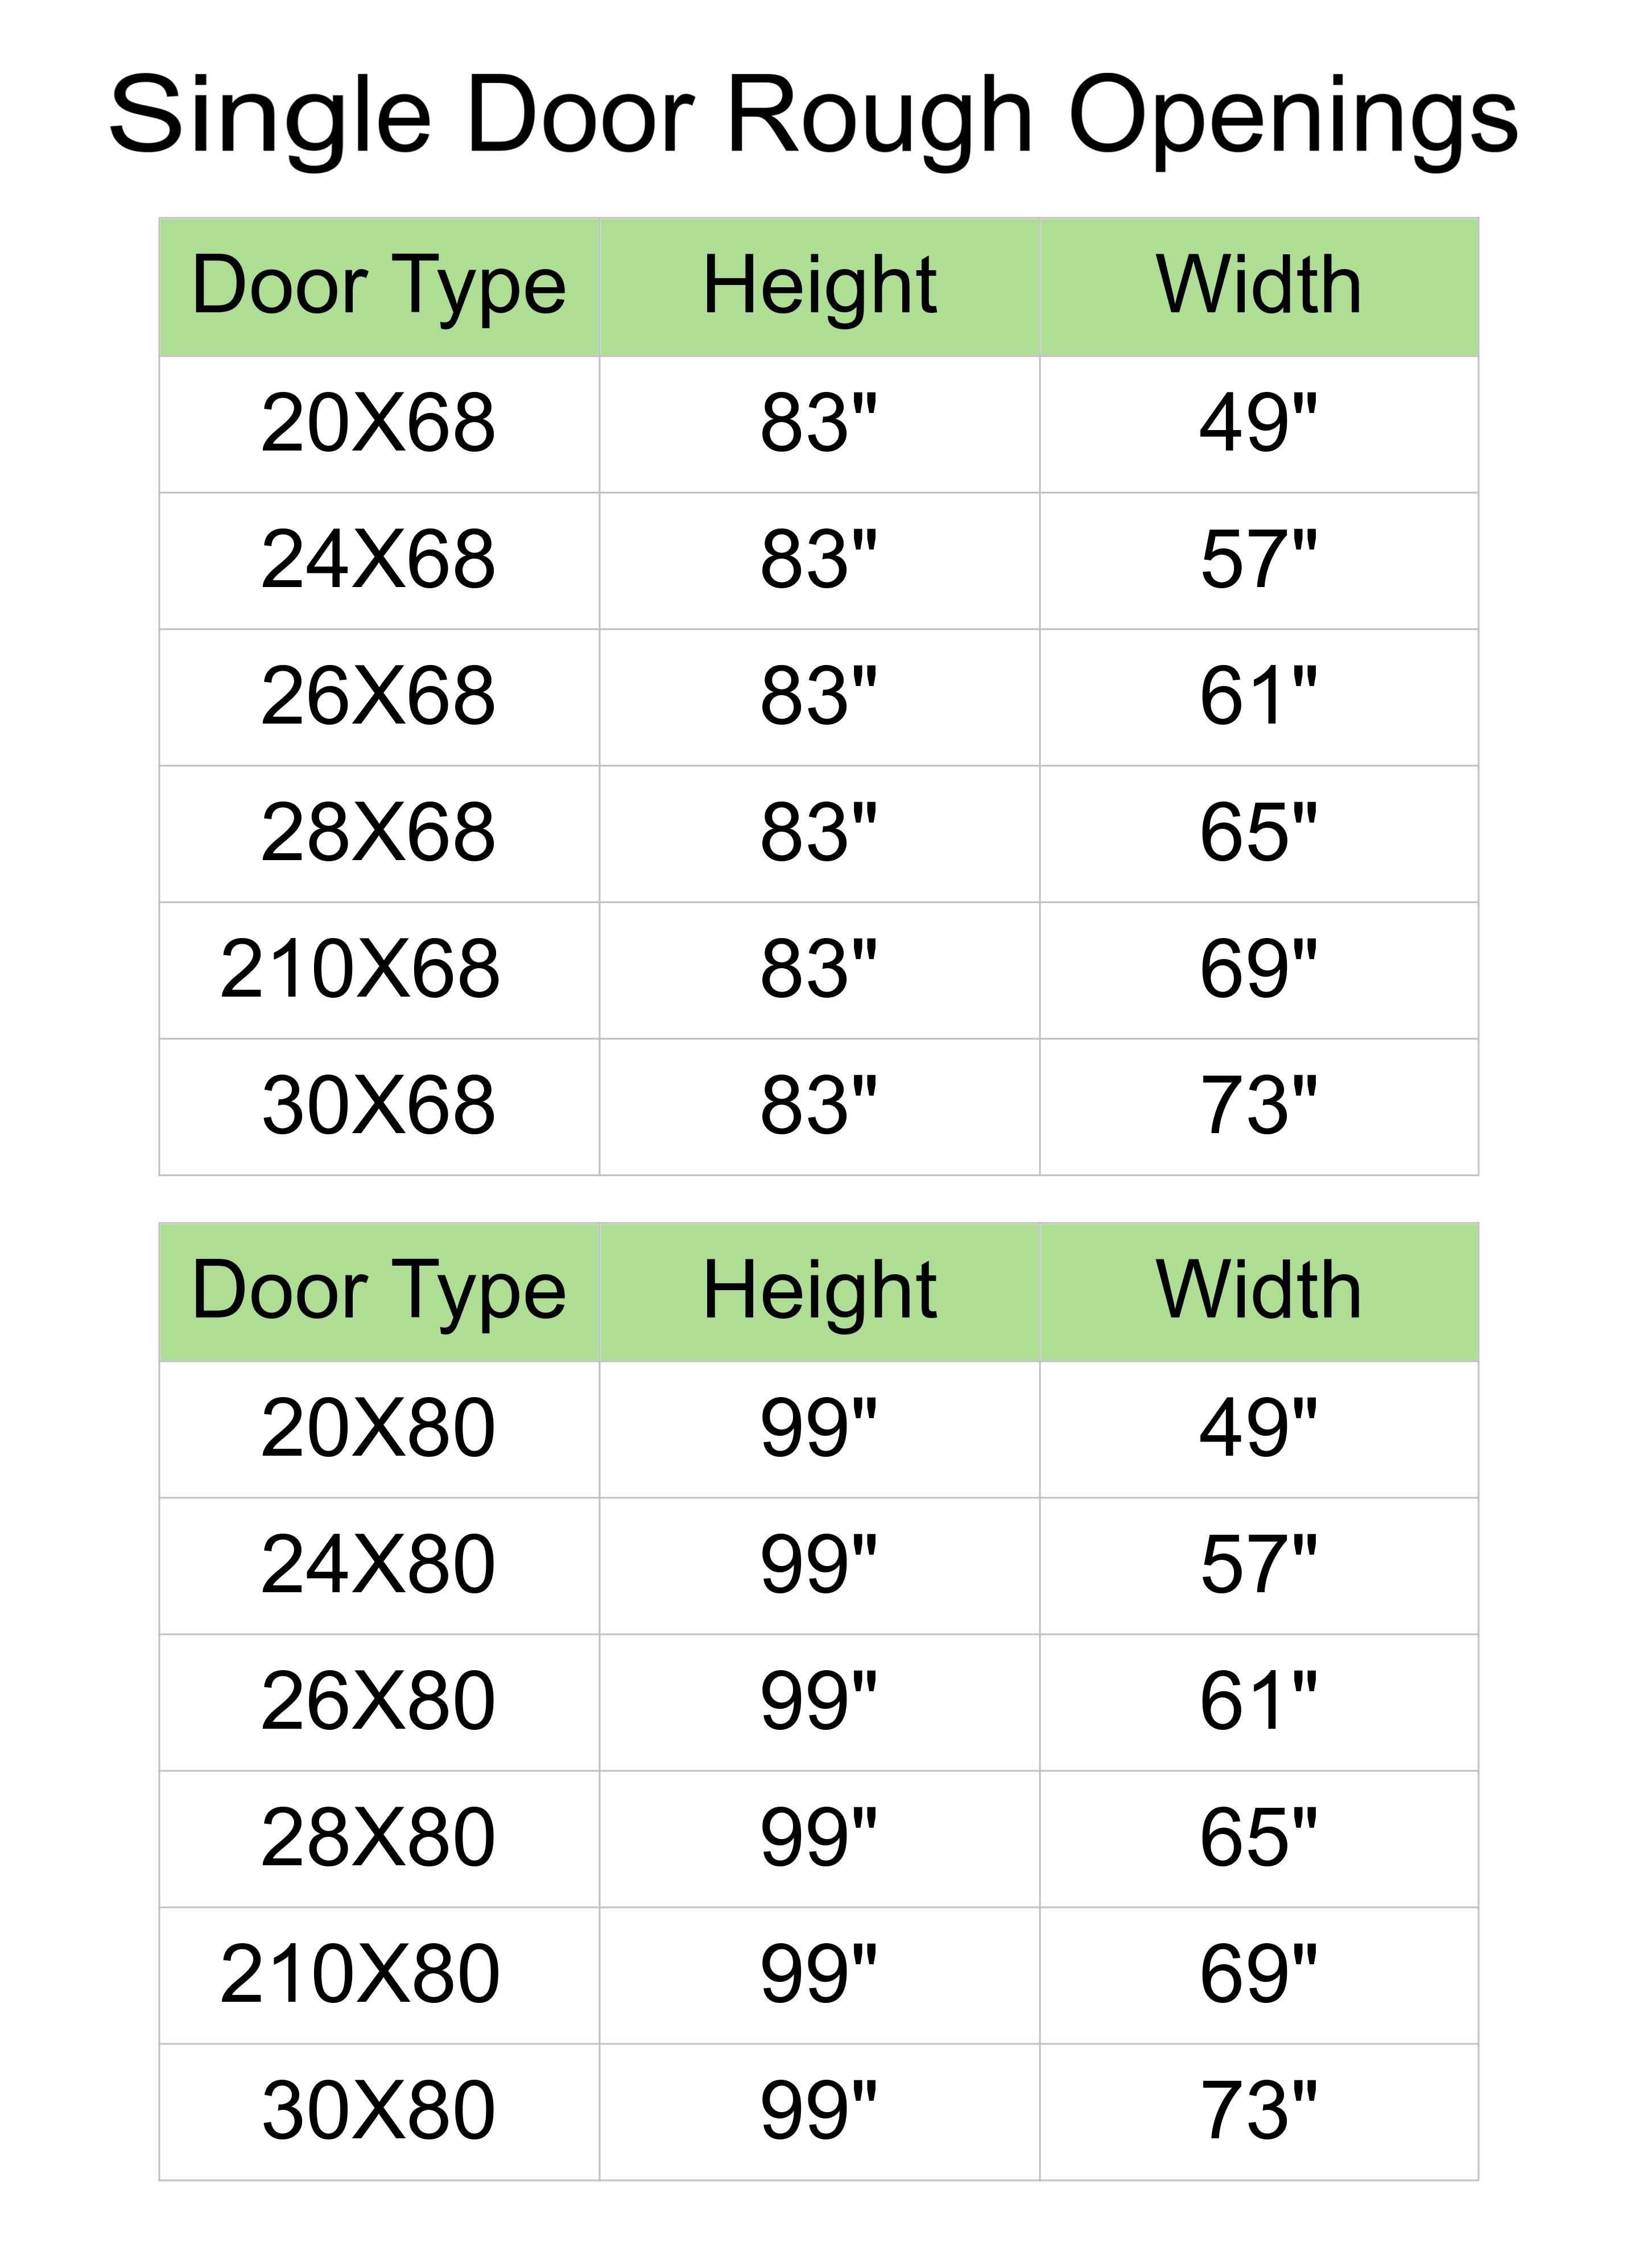 Single Door Rough Openings
Door Type Height Width
20X68 83" 49"
24X68 83" 57"
26X68 83" 61"
28X68 83" 65"
210X68 83" 69"
30X68 83" 73"
Door Type Height Width
20X80 99" 49"
24X80 99" 57"
26X80 99" 61"
28X80 99" 65"
210X80 99" 69"
30X80 99" 73"